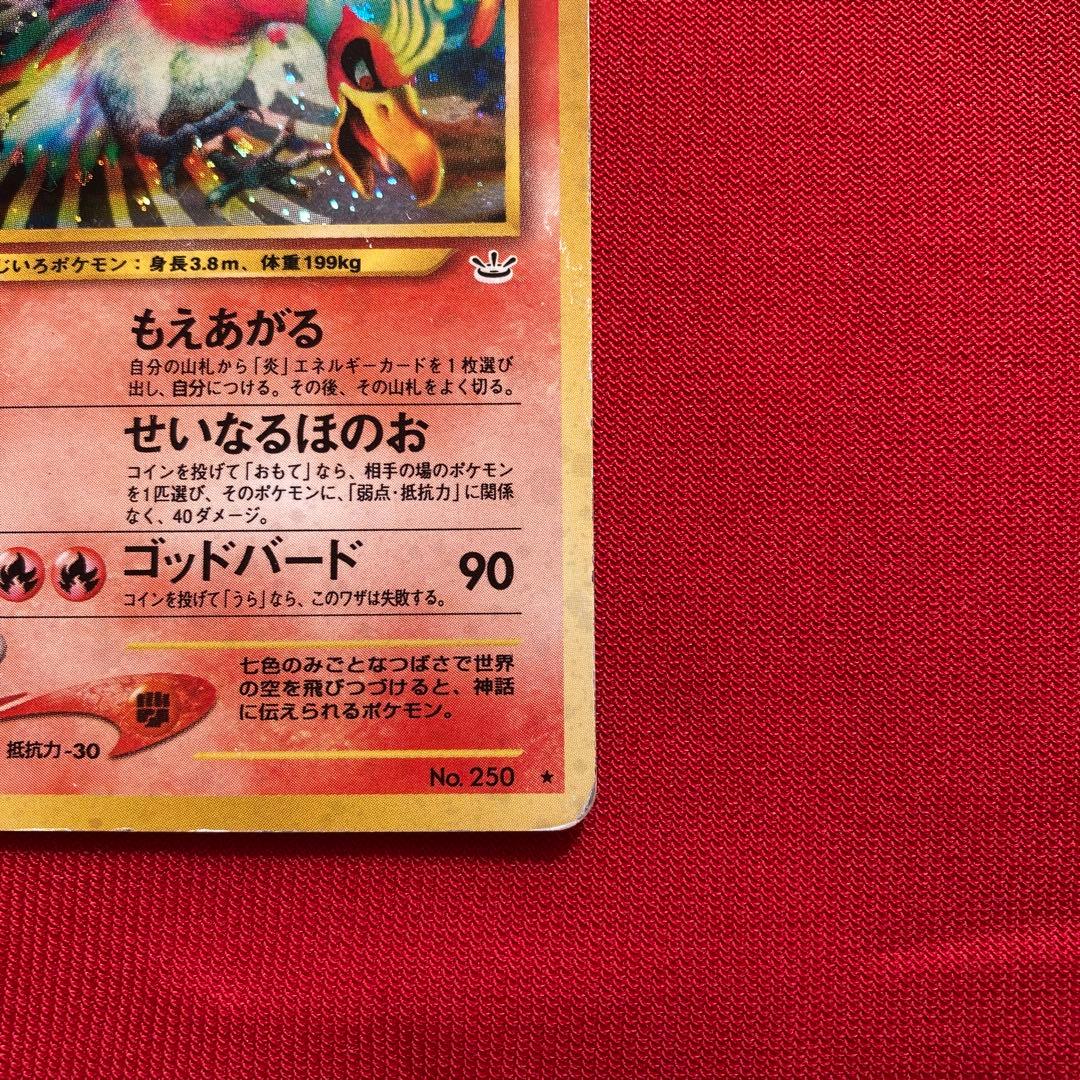 じいろポケモン：身長3.8m、体重199kg
もえあがる
自分の山札から「炎」エネルギーカードを1枚選び
出し、自分につける。その後、その山札をよく切る。
せいなるほのお
コインを投げて「おもて」なら、相手の場のポケモン
を1匹選び、そのポケモンに、「弱点・抵抗力」に関係
なく、40ダメージ。
ゴッドバード 90
コインを投げて「うら」なら、このワザは失敗する。
七色のみごとなつばさで世界
の空を飛びつづけると、神話
に伝えられるポケモン。
抵抗力-30
No. 250 ★